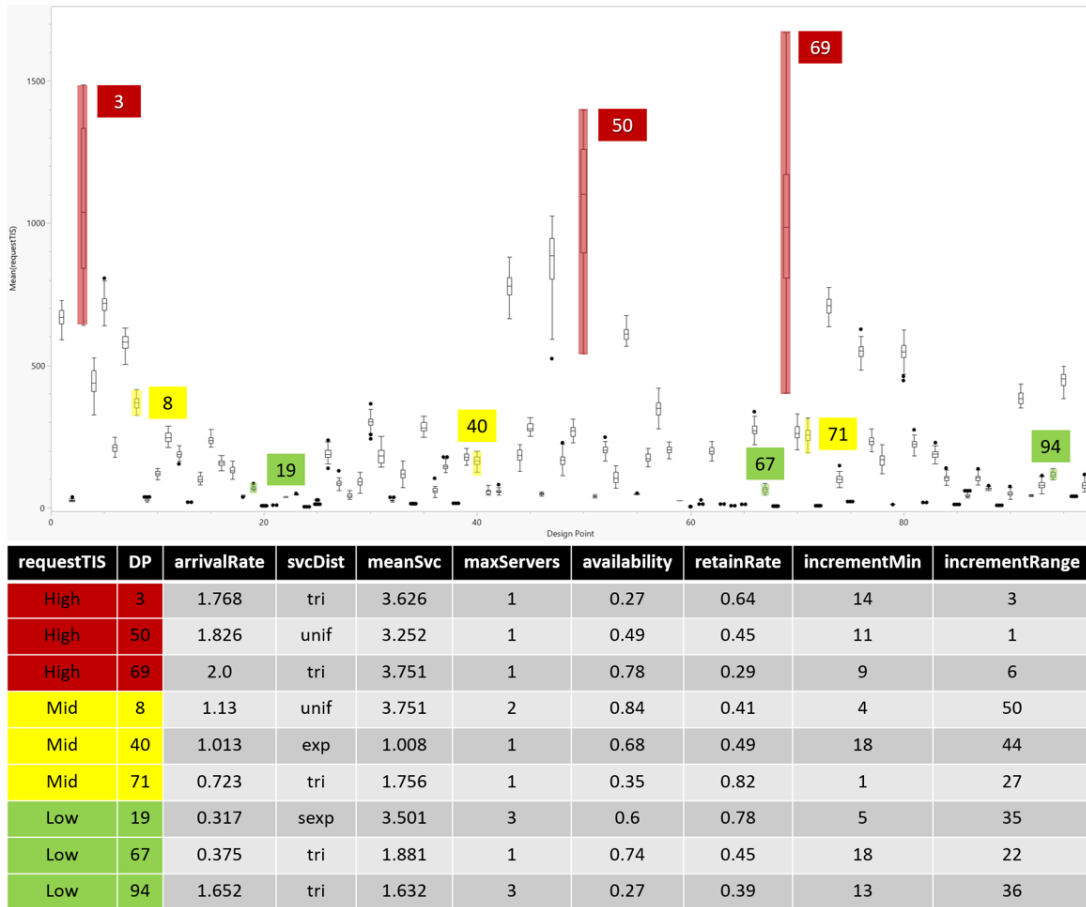 69
1500
3
50
1000
Mean(requestTIS)
500
8
40
71
94
19
67
0
0 20 40 60 80
Design Point
requestTIS DP arrivalRate svcDist meanSvc maxServers availability retainRate incrementMin incrementRange
High 3 1.768 tri 3.626 1 0.27 0.64 14 3
High 50 1.826 unif 3.252 1 0.49 0.45 11 1
High 69 2.0 tri 3.751 1 0.78 0.29 9 6
Mid 8 1.13 unif 3.751 2 0.84 0.41 4 50
Mid 40 1.013 exp 1.008 1 0.68 0.49 18 44
Mid 71 0.723 tri 1.756 1 0.35 0.82 1 27
Low 19 0.317 sexp 3.501 3 0.6 0.78 5 35
Low 67 0.375 tri 1.881 1 0.74 0.45 18 22
Low 94 1.652 tri 1.632 3 0.27 0.39 13 36